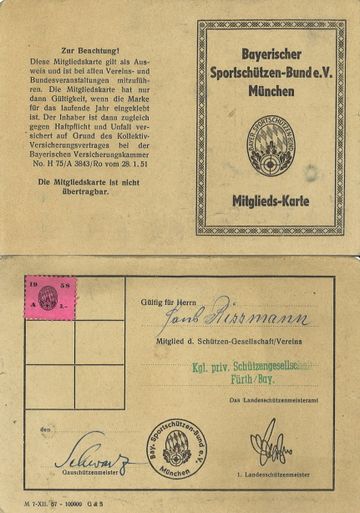 Zur Beachtung!
Diese Mitgliedskarte gilt als Aus-
weis und ist bei allen Vereins- und
Bundesveranstaltungen mitzufüh-
ren. Die Mitgliedskarte hat nur
dann Gültigkeit, wenn die Marke
für das laufende Jahr eingeklebt
ist. Der Inhaber ist dann zugleich
gegen Haftpflicht und Unfall ver-
sichert auf Grund des Kollektiv-
Versicherungsvertrages bei der
Bayerischen Versicherungskammer
No. H 75/A 3843/Ro vom 28. 1. 51
Die Mitgliedskarte ist nicht
übertragbar.
Bayerischer
Sportschützen-Bund e.V.
München
BAYER. SPORTSCHÜTZENBUND
Mitglieds-Karte
19 58
A 1.-
Gültig für Herrn
Rissmann
Mitglied d. Schützen-Gesellschaft/Vereins
Kgl. priv. Schützengesellschaft
Fürth/Bay.
Das Landesschützenmeisteramt
den
Schwarz
Gauschützenmeister
Bay. Sportschützen-Bund e.V.
München
1. Landesschützenmeister
M 7-XII. 57 - 100000 G & S